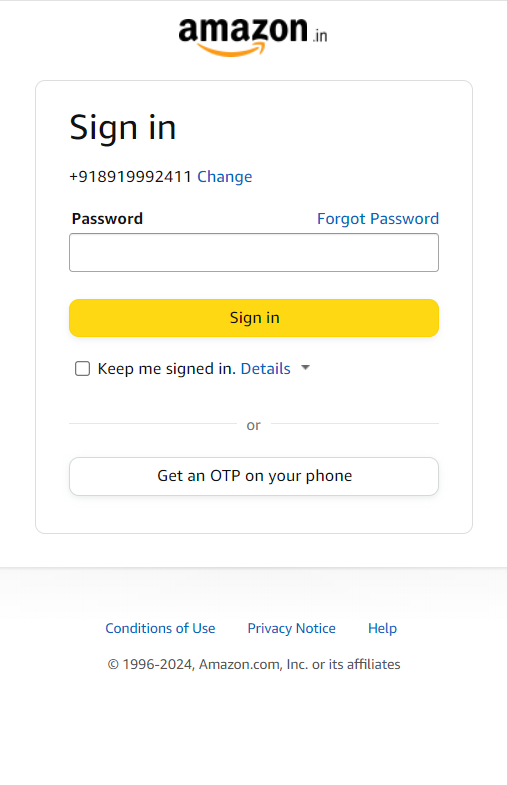 amazon.in
Sign in
+918919992411 Change
Password Forgot Password
Sign in
Keep me signed in. Details
or
Get an OTP on your phone
Conditions of Use Privacy Notice Help
© 1996-2024, Amazon.com, Inc. or its affiliates